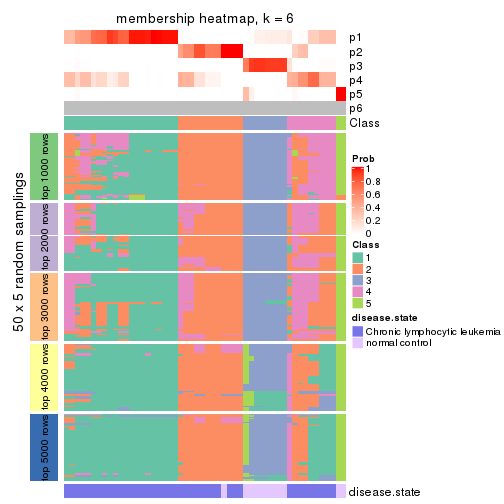 membership heatmap, k = 6
p1
p2
p3
p4
p5
p6
Class
50 x 5 random samplings
top 1000 rows
top 2000 rows
top 3000 rows
top 4000 rows
top 5000 rows
disease.state
Prob
1
0.8
0.6
0.4
0.2
0
Class
1
2
3
4
5
disease.state
Chronic lymphocytic leukemia
normal control